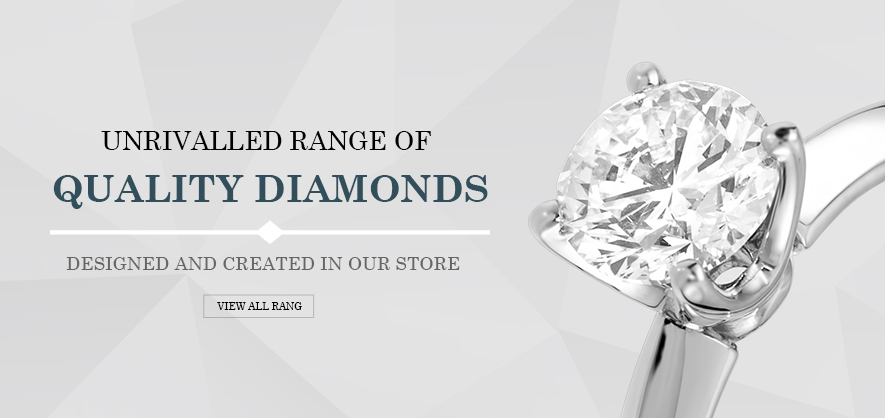 UNRIVALLED RANGE OF
QUALITY DIAMONDS
DESIGNED AND CREATED IN OUR STORE
VIEW ALL RANG